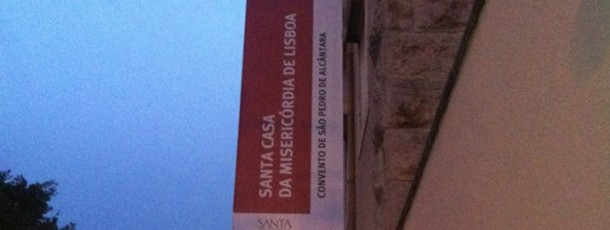 SANTA CASA
DA MISERICÓRDIA DE LISBOA
CONVENTO DE SÃO PEDRO DE ALCÂNTARA
SANTA